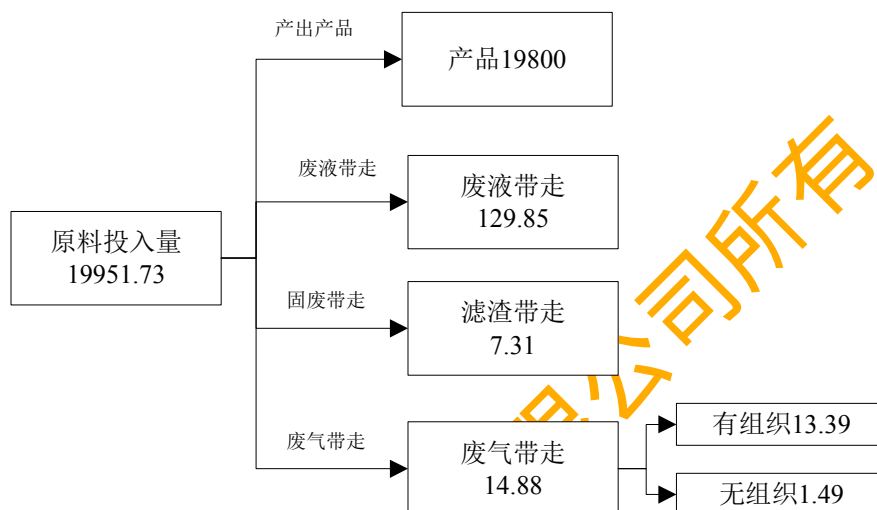 产出产品
产品19800
废液带走
废液带走
129.85
原料投入量
19951.73
固废带走
滤渣带走
7.31
废气带走
废气带走
14.88
有组织13.39
无组织1.49
公司所有